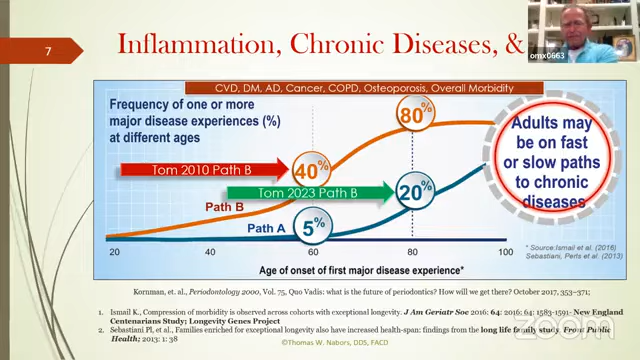 7
Inflammation, Chronic Diseases, &
omx0663
CVD, DM, AD, Cancer, COPD, Osteoporosis, Overall Morbidity
Frequency of one or more
major disease experiences (%)
at different ages
80%
Adults may
be on fast
or slow paths
to chronic
diseases
Tom 2010 Path B
40%
Tom 2023 Path B
20%
Path B
Path A
5%
20
40
60
80
* Source:Ismail et al. (2016)
Sebastiani, Perls et al. (2013)
Age of onset of first major disease experience*
Kornman, et. al., Periodontology 2000, Vol. 75, Quo Vadis: what is the future of periodontics? How will we get there? October 2017, 353–371;
1. Ismail K., Compression of morbidity is observed across cohorts with exceptional longevity. J Am Geriatr Soc 2016; 64: 2016; 64: 1583-1591- New England
Centenarians Study; Longevity Genes Project
2. Sebastiani Pl, et al., Families enriched for exceptional longevity also have increased health-span: findings from the long life family study. Front Public
Health; 2013; 1: 38
©Thomas W. Nabors, DDS, FACD
zoom